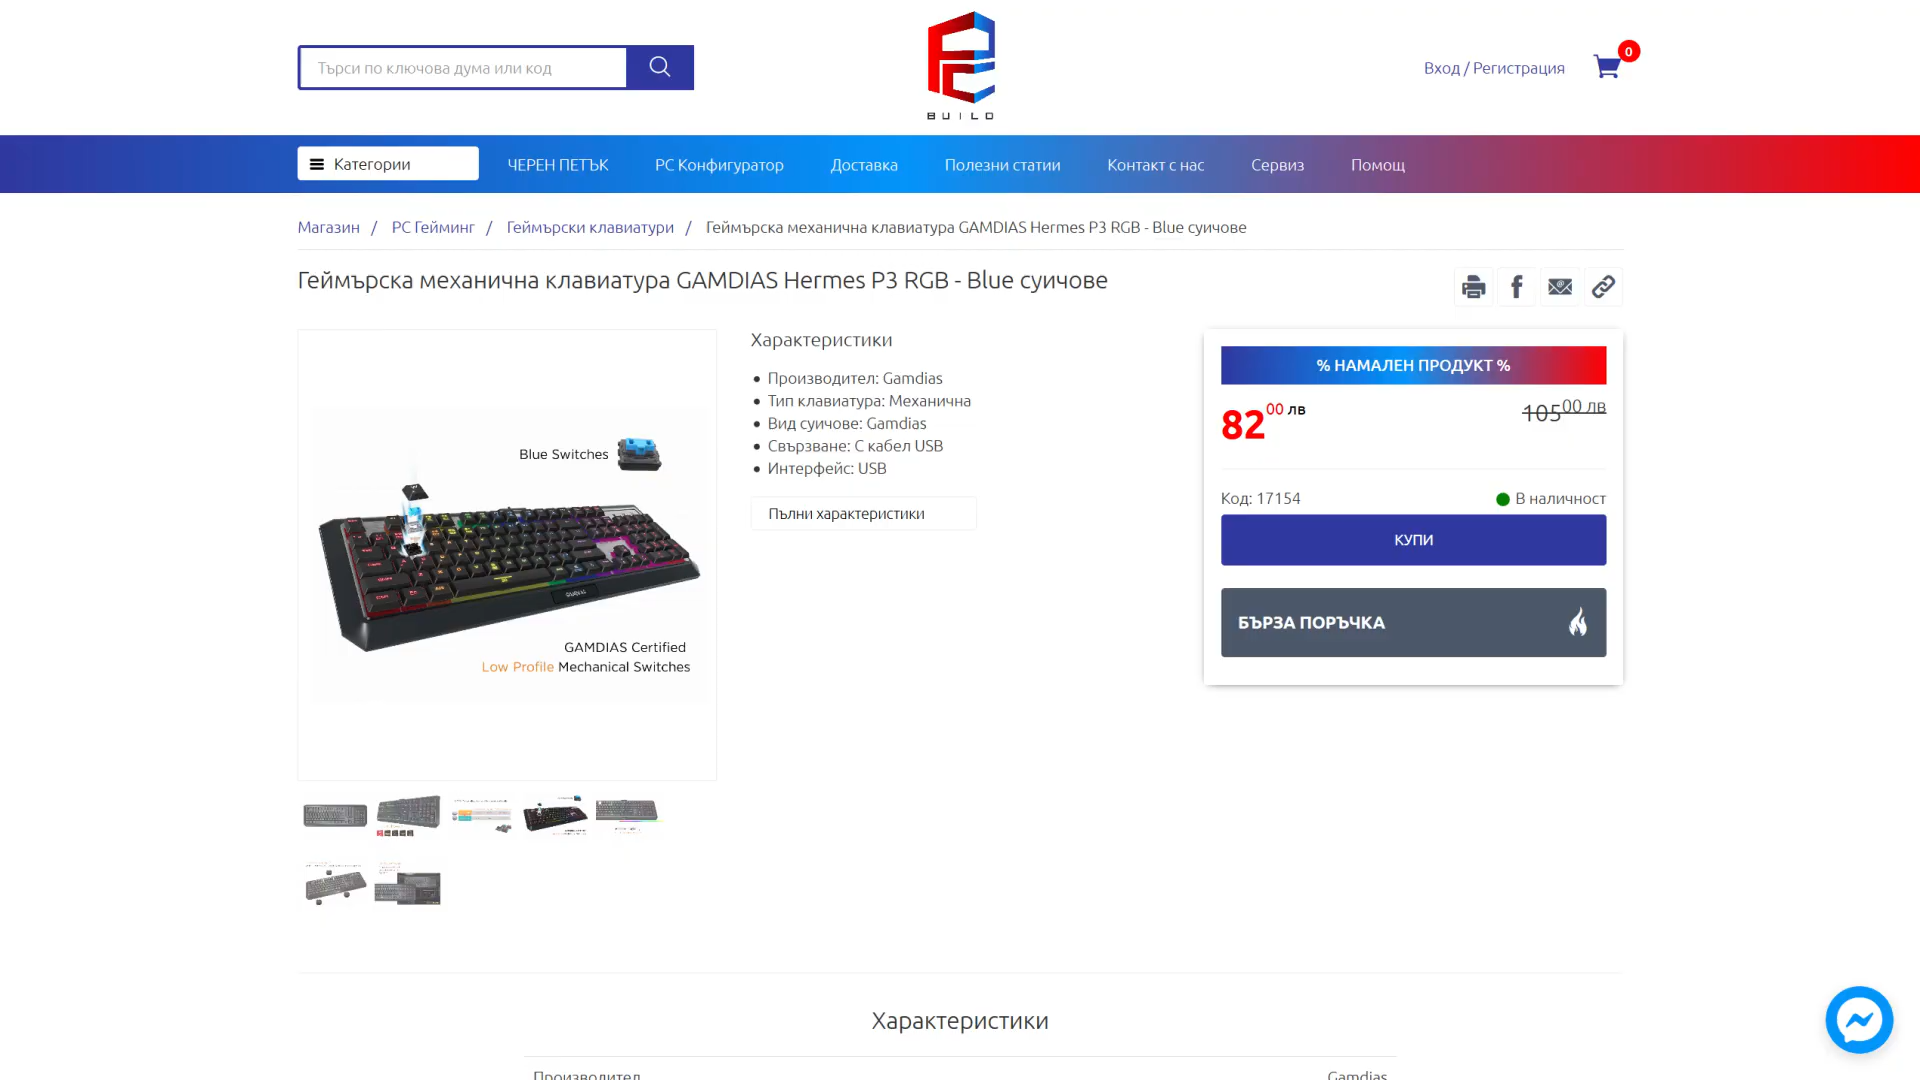 Търси по ключова дума или код
BUILD
Вход / Регистрация
0
Категории
ЧЕРЕН ПЕТЪК
PC Конфигуратор
Доставка
Полезни статии
Контакт с нас
Сервиз
Помощ
Магазин / PC Гейминг / Геймърски клавиатури / Геймърска механична клавиатура GAMDIAS Hermes P3 RGB - Blue суичове
Геймърска механична клавиатура GAMDIAS Hermes P3 RGB - Blue суичове
Blue Switches
GAMDIAS
GAMDIAS Certified
Low Profile Mechanical Switches
Характеристики
Производител: Gamdias
Тип клавиатура: Механична
Вид суичове: Gamdias
Свързване: С кабел USB
Интерфейс: USB
Пълни характеристики
% НАМАЛЕН ПРОДУКТ %
82 00 лв
105 00 лв
Код: 17154
В наличност
КУПИ
БЪРЗА ПОРЪЧКА
Характеристики
Производител
Gamdias